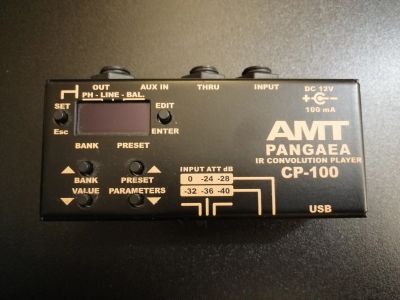 OUT AUX IN THRU INPUT DC 12V
PH - LINE - BAL.
100 mA
SET EDIT
Esc ENTER
BANK PRESET
AMT
PANGAEA
IR CONVOLUTION PLAYER
CP-100
INPUT ATT dB
0 -24 -28
-32 -36 -40
BANK PRESET
VALUE PARAMETERS
USB